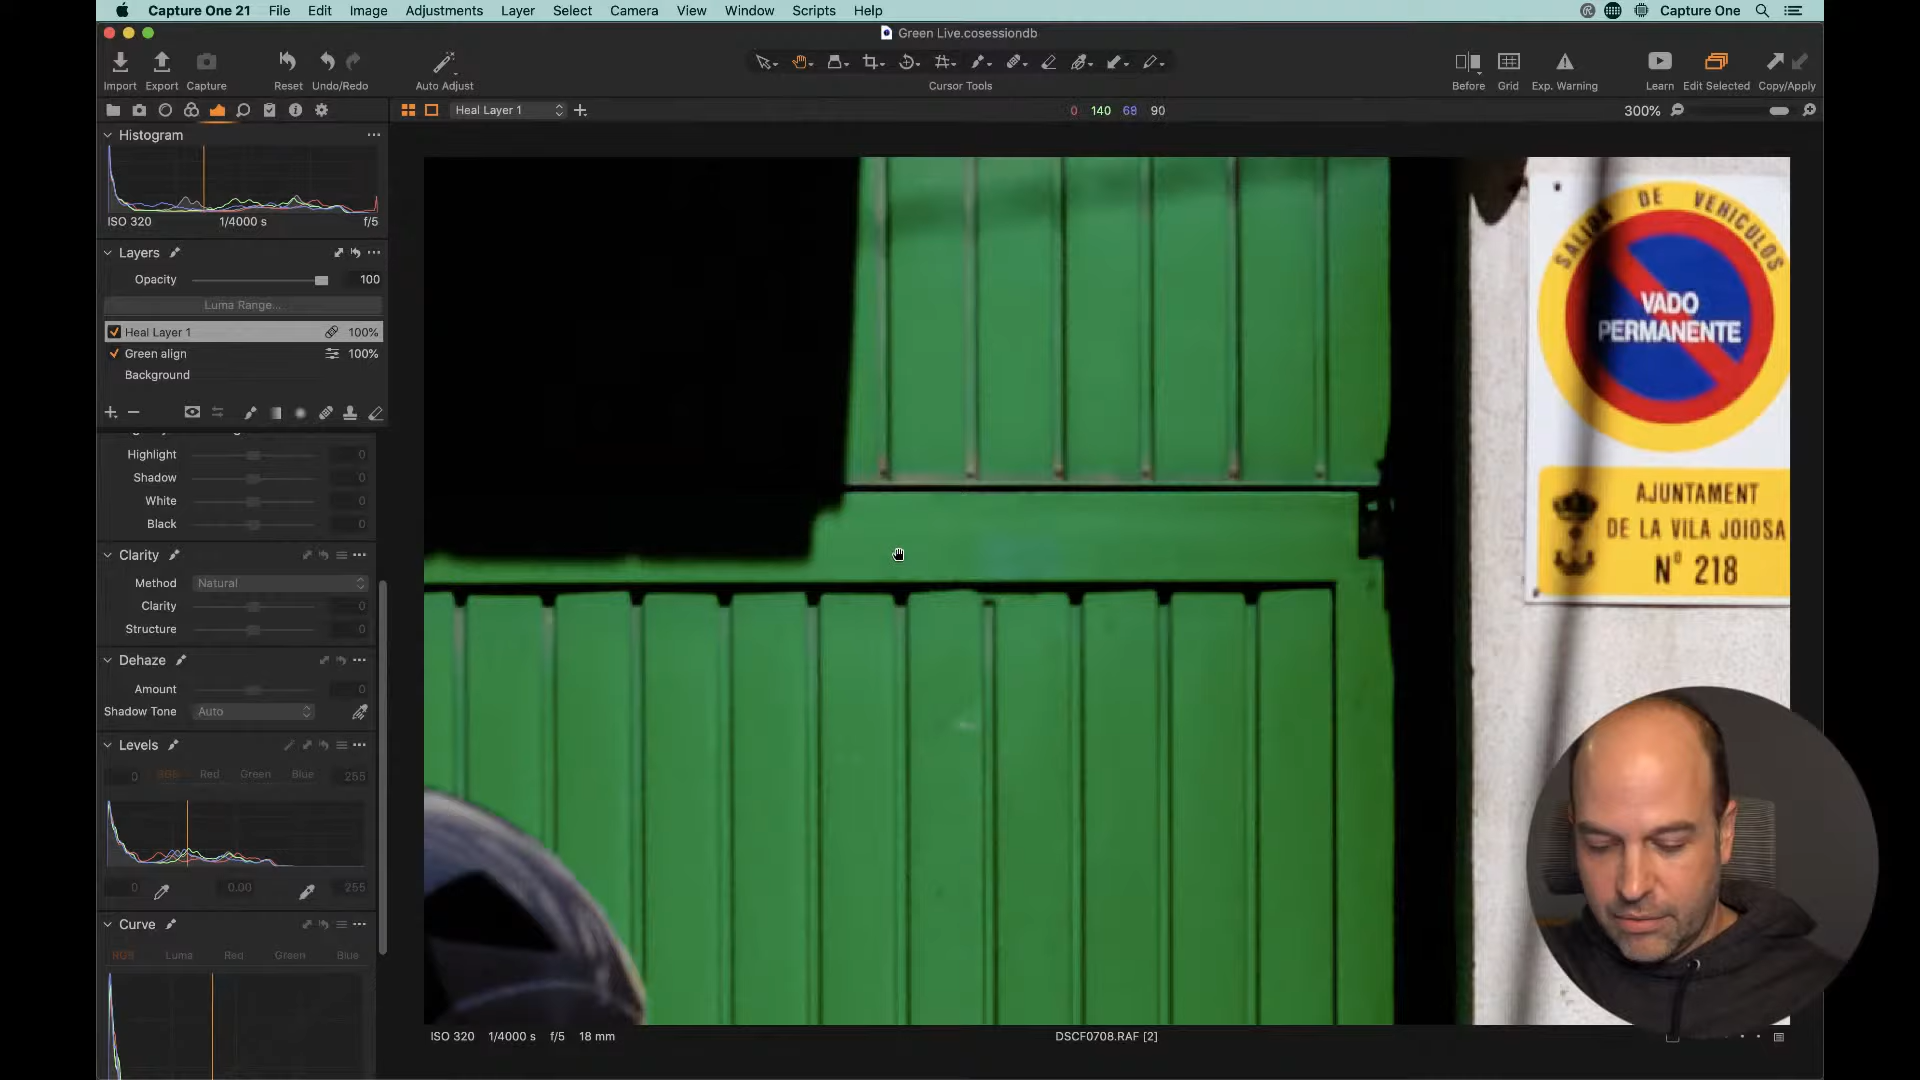 Capture One 21 File Edit Image Adjustments Layer Select Camera View Window Scripts Help
Capture One
Green Live.cosessiondb
Import Export Capture Reset Undo/Redo Auto Adjust Cursor Tools Before Grid Exp. Warning Learn Edit Selected Copy/Apply
Heal Layer 1
0 140 68 90
300%
Histogram
ISO 320 1/4000 s f/5
Layers
Opacity 100
Luma Range...
Heal Layer 1 100%
Green align 100%
Background
Highlight 0
Shadow 0
White 0
Black 0
Clarity
Method Natural
Clarity 0
Structure 0
Dehaze
Amount 0
Shadow Tone Auto
Levels
0 RGB Red Green Blue 255
0 0.00 255
Curve
RGB Luma Red Green Blue
SALIDA DE VEHICULOS
VADO
PERMANENTE
AJUNTAMENT
DE LA VILA JOIOSA
Nº 218
ISO 320 1/4000 s f/5 18 mm
DSCF0708.RAF [2]